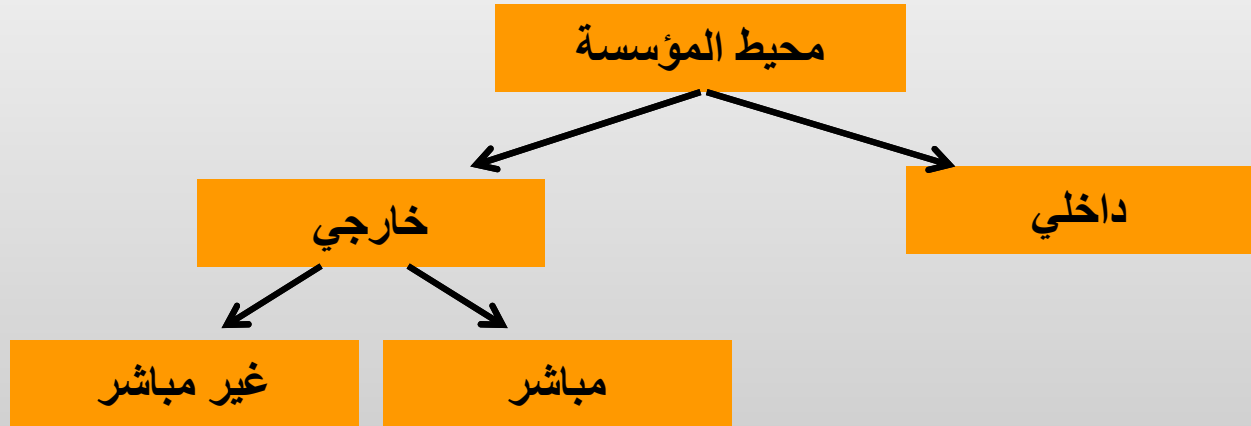 محيط المؤسسة
داخلي
خارجي
مباشر
غير مباشر